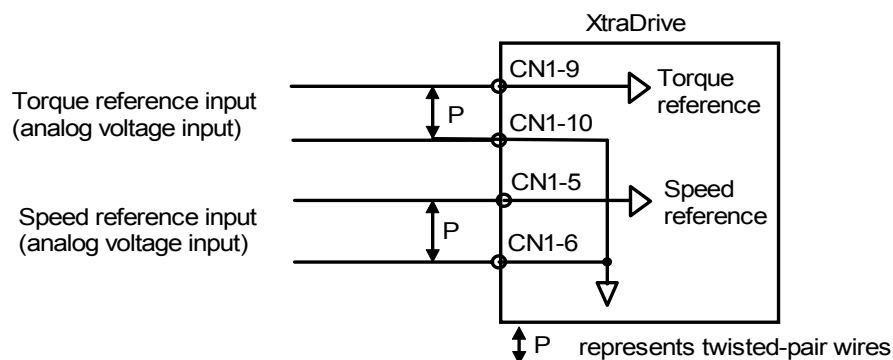 XtraDrive
CN1-9
Torque reference input
(analog voltage input)
P
Torque
reference
CN1-10
CN1-5
Speed reference input
(analog voltage input)
P
Speed
reference
CN1-6
P represents twisted-pair wires